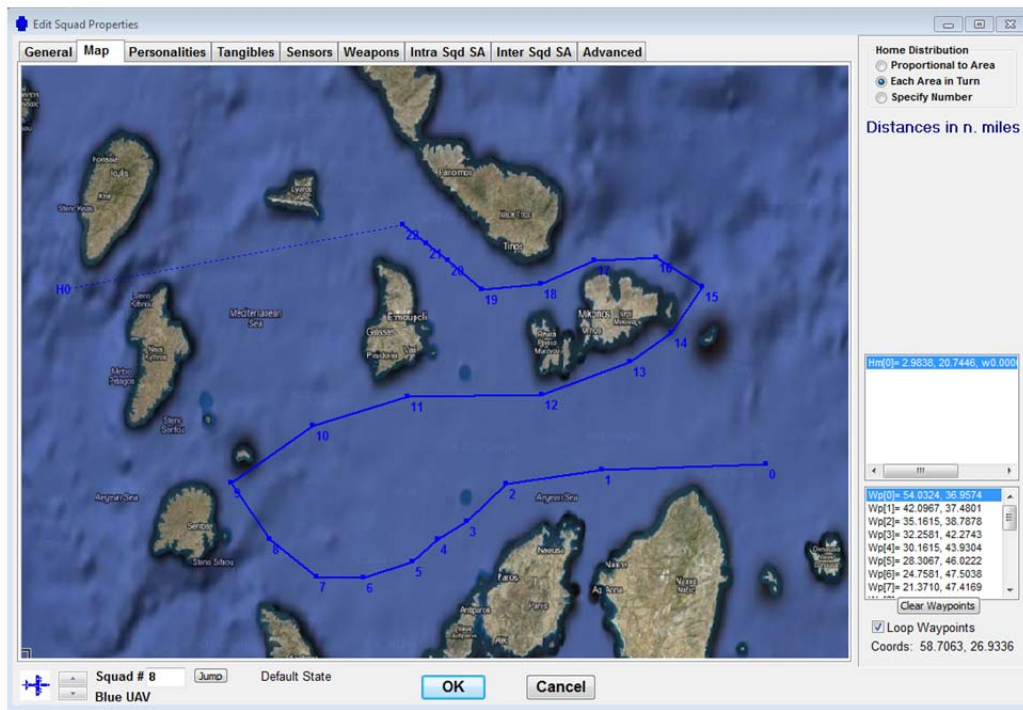 Edit Squad Properties
General Map Personalities Tangibles Sensors Weapons Intra Sqd SA Inter Sqd SA Advanced
Home Distribution
Proportional to Area
Each Area in Turn
Specify Number
Distances in n. miles
Panormos
Ioylis
Tinos
H0
22
21
20
19
18
17
16
15
Mediterranean
Sea
Ermoupoli
Mikonos
14
13
12
11
10
9
Aegean Sea
Aegean Sea
0
1
2
3
4
5
6
7
8
Naousa
Paros
Antiparos
Naxos
Hm[0]= 2.9838, 20.7446, w0.000
Wp[0]= 54.0324, 36.9574
Wp[1]= 42.0967, 37.4801
Wp[2]= 35.1615, 38.7878
Wp[3]= 32.2581, 42.2743
Wp[4]= 30.1615, 43.9304
Wp[5]= 28.3067, 46.0222
Wp[6]= 24.7581, 47.5038
Wp[7]= 21.3710, 47.4169
Clear Waypoints
Loop Waypoints
Coords: 58.7063, 26.9336
Squad # 8 Jump Default State
Blue UAV
OK Cancel